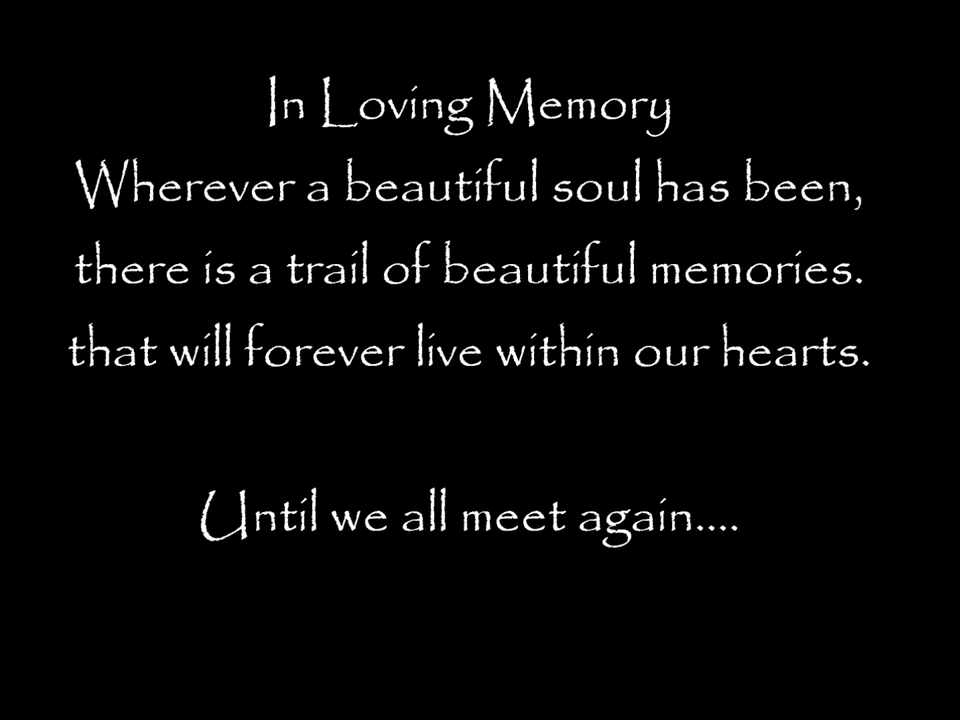 In Loving Memory
Wherever a beautiful soul has been,
there is a trail of beautiful memories.
that will forever live within our hearts.
Until we all meet again....